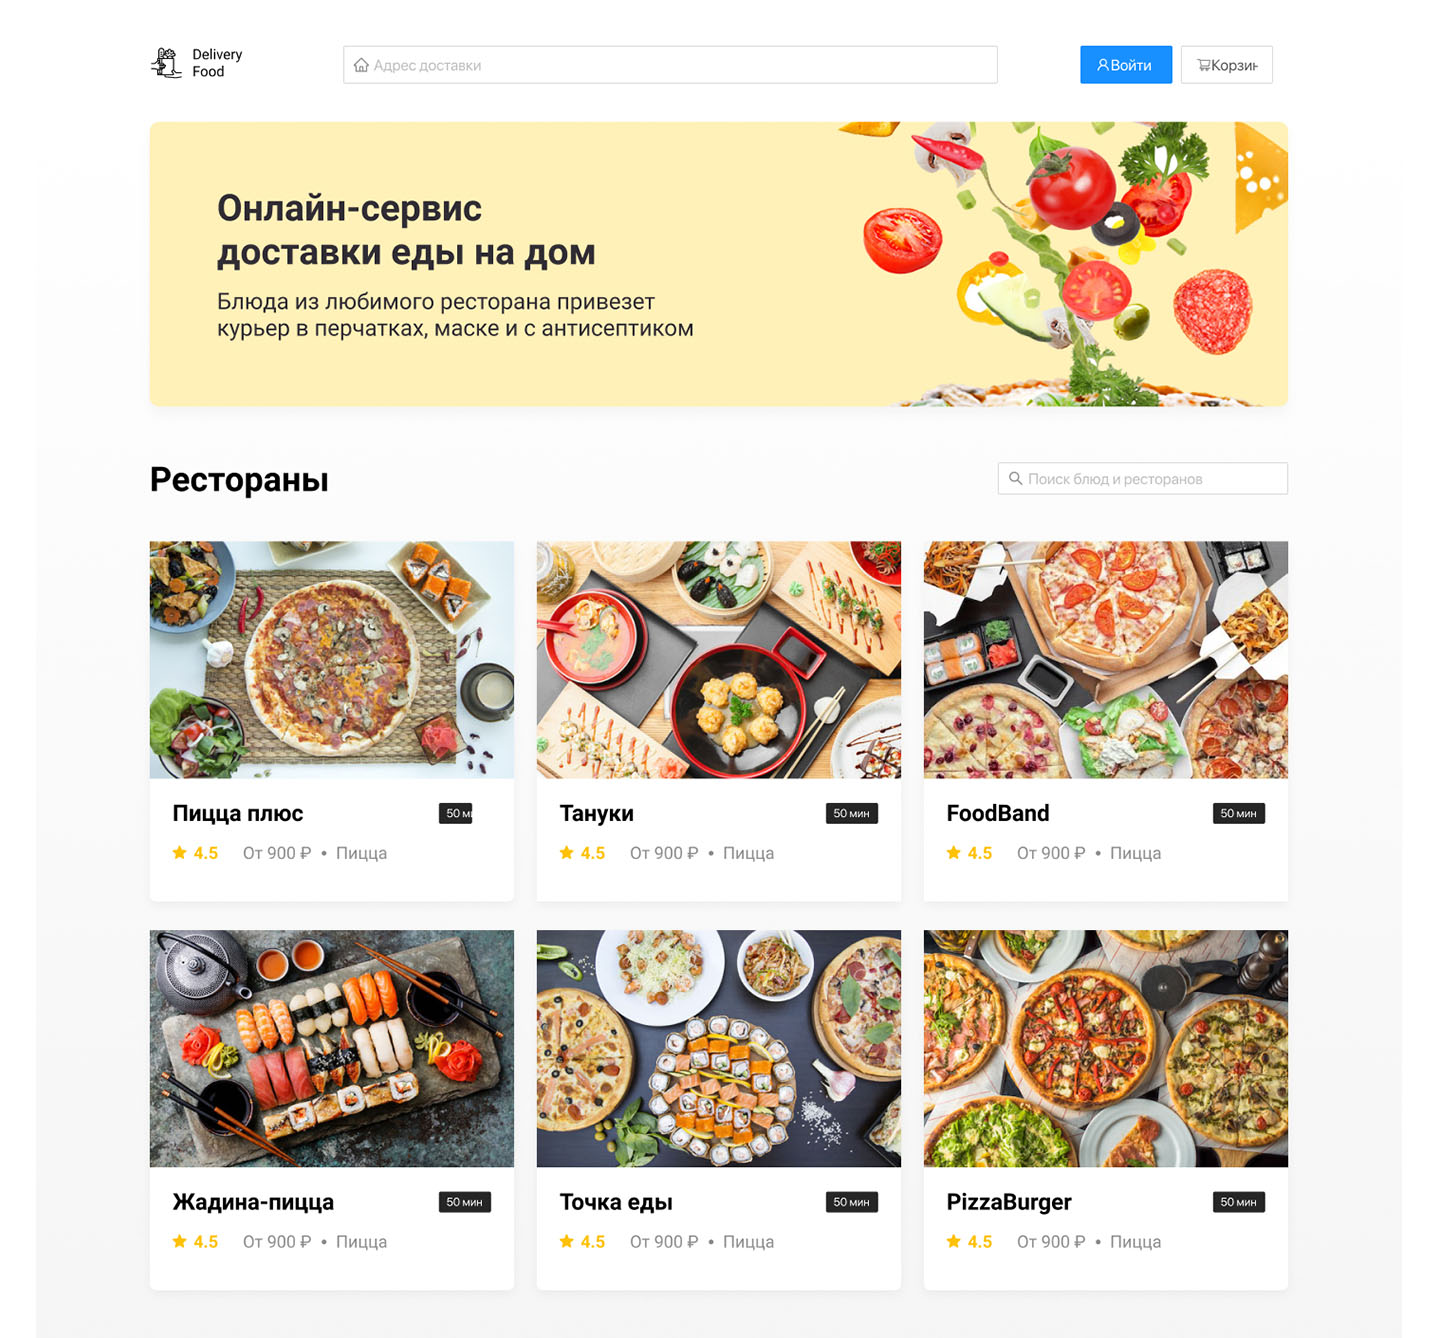 Delivery
Food
Адрес доставки
Войти
Корзин
Онлайн-сервис
доставки еды на дом
Блюда из любимого ресторана привезет
курьер в перчатках, маске и с антисептиком
Рестораны
Поиск блюд и ресторанов
Пицца плюс
50 м
4.5 От 900 ₽ • Пицца
Тануки
50 мин
4.5 От 900 ₽ • Пицца
FoodBand
50 мин
4.5 От 900 ₽ • Пицца
Жадина-пицца
50 мин
4.5 От 900 ₽ • Пицца
Точка еды
50 мин
4.5 От 900 ₽ • Пицца
PizzaBurger
50 мин
4.5 От 900 ₽ • Пицца